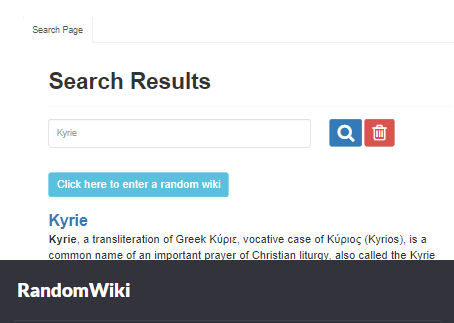 Search Page
Search Results
Kyrie
Click here to enter a random wiki
Kyrie
Kyrie, a transliteration of Greek Κύριε, vocative case of Κύριος (Kyrios), is a
common name of an important prayer of Christian liturgy, also called the Kyrie
RandomWiki